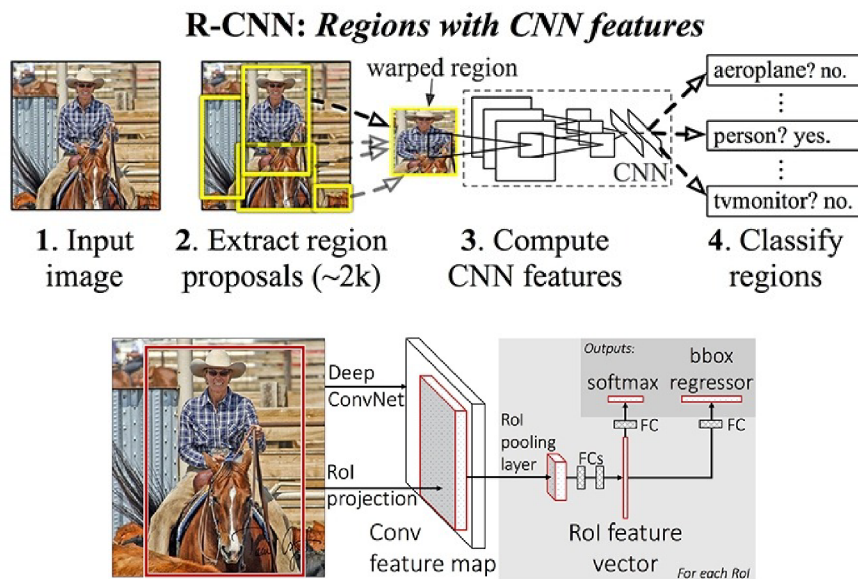 R-CNN: Regions with CNN features
warped region
aeroplane? no.
⋮
person? yes.
⋮
tvmonitor? no.
CNN
1. Input
image
2. Extract region
proposals (~2k)
3. Compute
CNN features
4. Classify
regions
Deep
ConvNet
RoI
projection
Conv
feature map
RoI
pooling
layer
FCs
RoI feature
vector
Outputs:
softmax
bbox
regressor
FC
FC
For each RoI